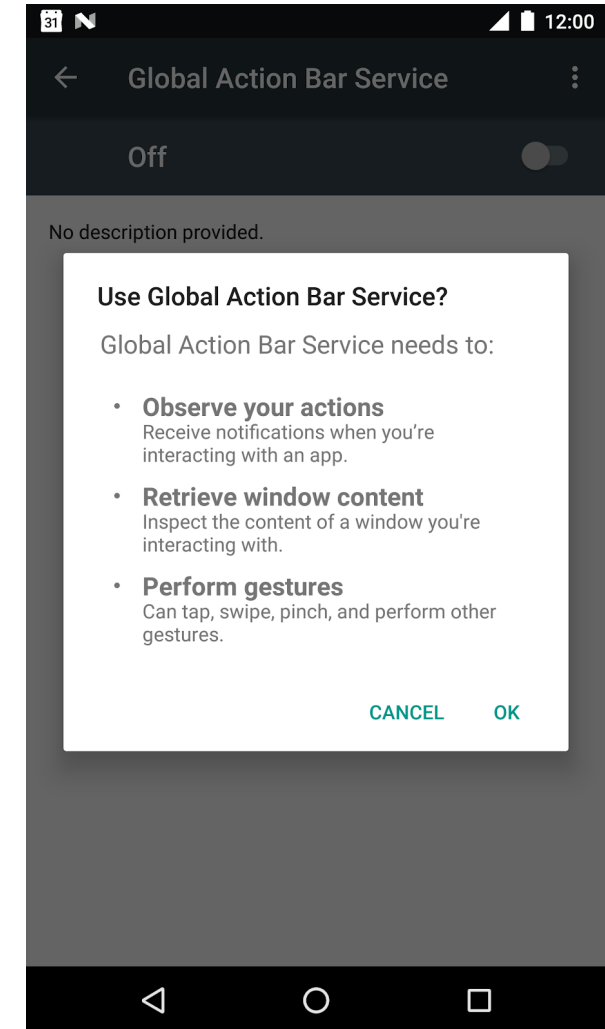 31 N 12:00
Global Action Bar Service
Off
No description provided.
Use Global Action Bar Service?
Global Action Bar Service needs to:
• Observe your actions
Receive notifications when you’re
interacting with an app.
• Retrieve window content
Inspect the content of a window you're
interacting with.
• Perform gestures
Can tap, swipe, pinch, and perform other
gestures.
CANCEL OK